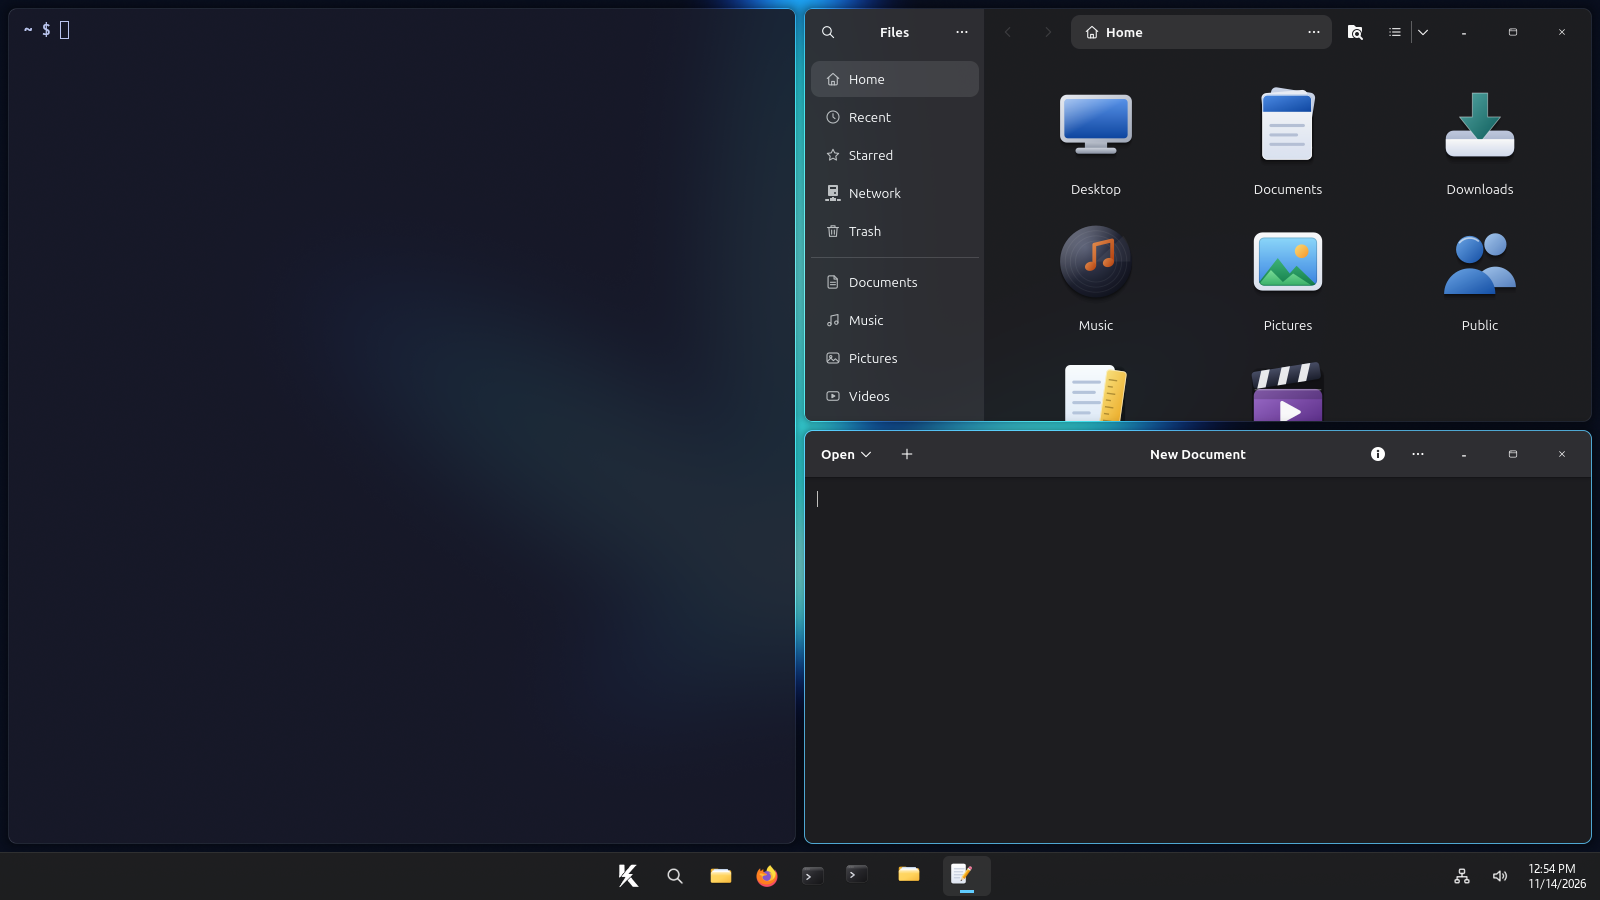 ~ $
Files
Home
Recent
Starred
Network
Trash
Documents
Music
Pictures
Videos
Home
Desktop
Documents
Downloads
Music
Pictures
Public
Open
New Document
12:54 PM
11/14/2026